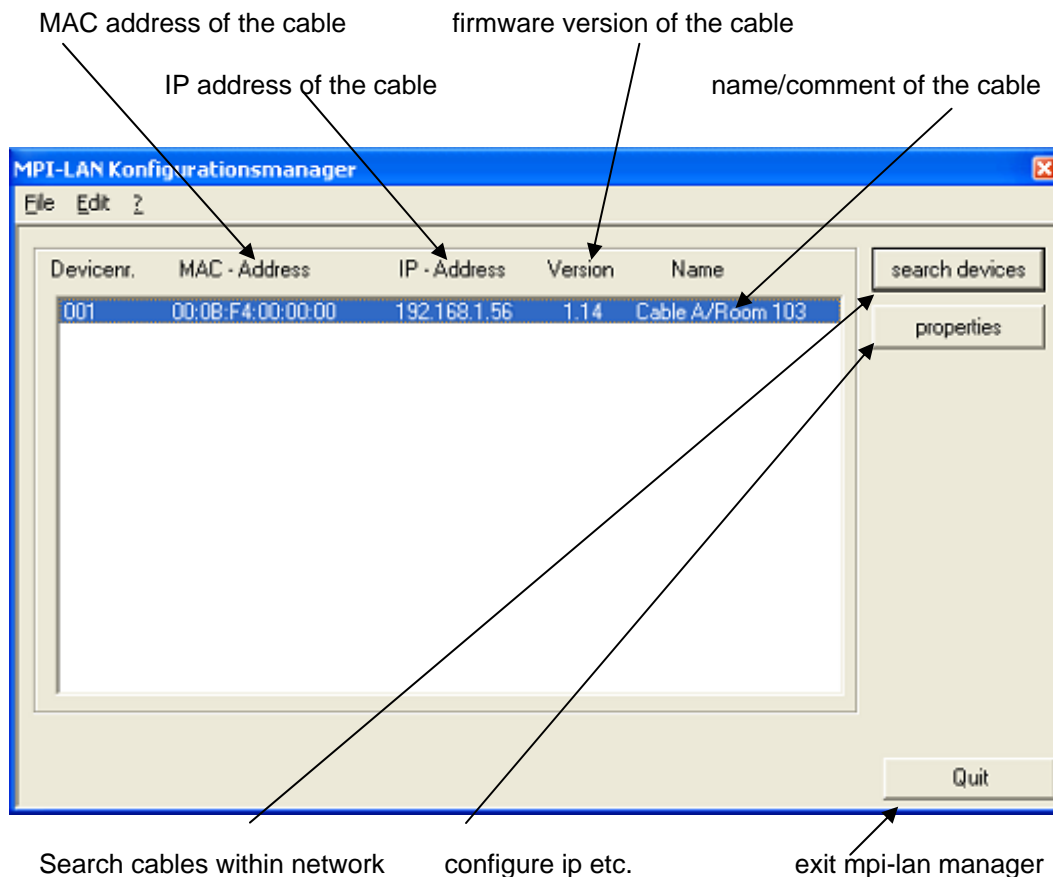 MAC address of the cable firmware version of the cable
IP address of the cable name/comment of the cable
MPI-LAN Konfigurationsmanager
File Edit ?
Devicenr. MAC - Address IP - Address Version Name search devices
001 00:0B:F4:00:00:00 192.168.1.56 1.14 Cable A/Room 103
properties
Quit
Search cables within network configure ip etc. exit mpi-lan manager